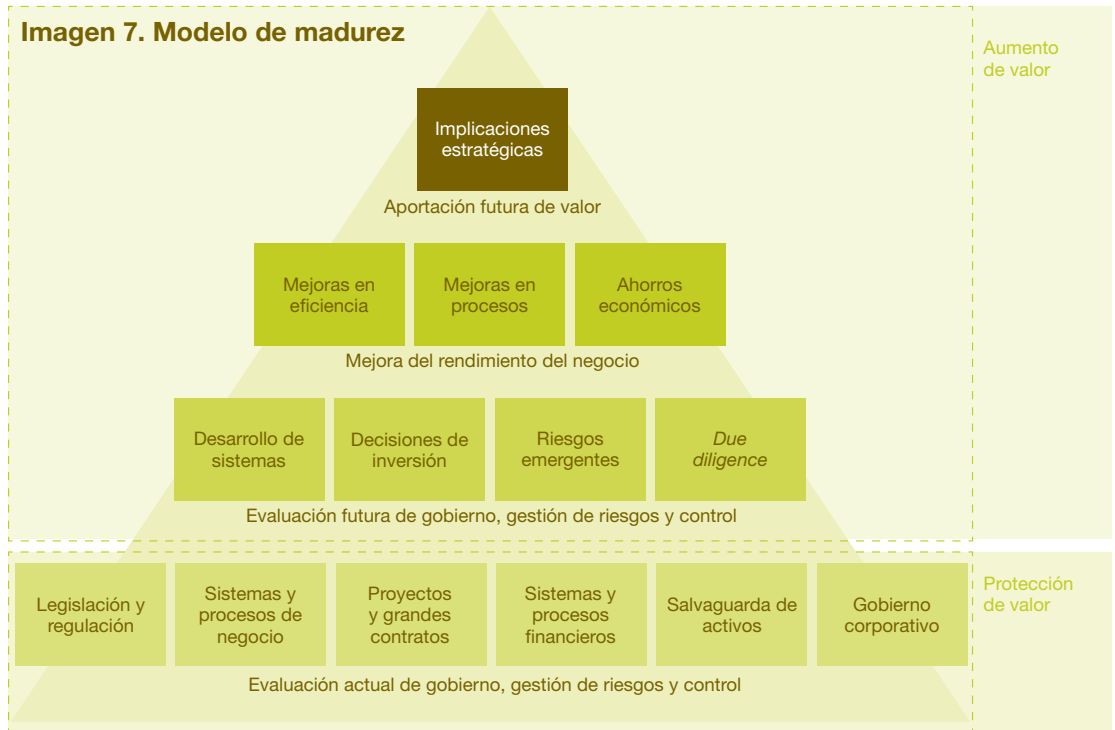 Imagen 7. Modelo de madurez
Aumento
de valor
Implicaciones
estratégicas
Aportación futura de valor
Mejoras en
eficiencia
Mejoras en
procesos
Ahorros
económicos
Mejora del rendimiento del negocio
Desarrollo de
sistemas
Decisiones de
inversión
Riesgos
emergentes
Due
diligence
Evaluación futura de gobierno, gestión de riesgos y control
Legislación y
regulación
Sistemas y
procesos de
negocio
Proyectos
y grandes
contratos
Sistemas y
procesos
financieros
Salvaguarda de
activos
Gobierno
corporativo
Protección
de valor
Evaluación actual de gobierno, gestión de riesgos y control